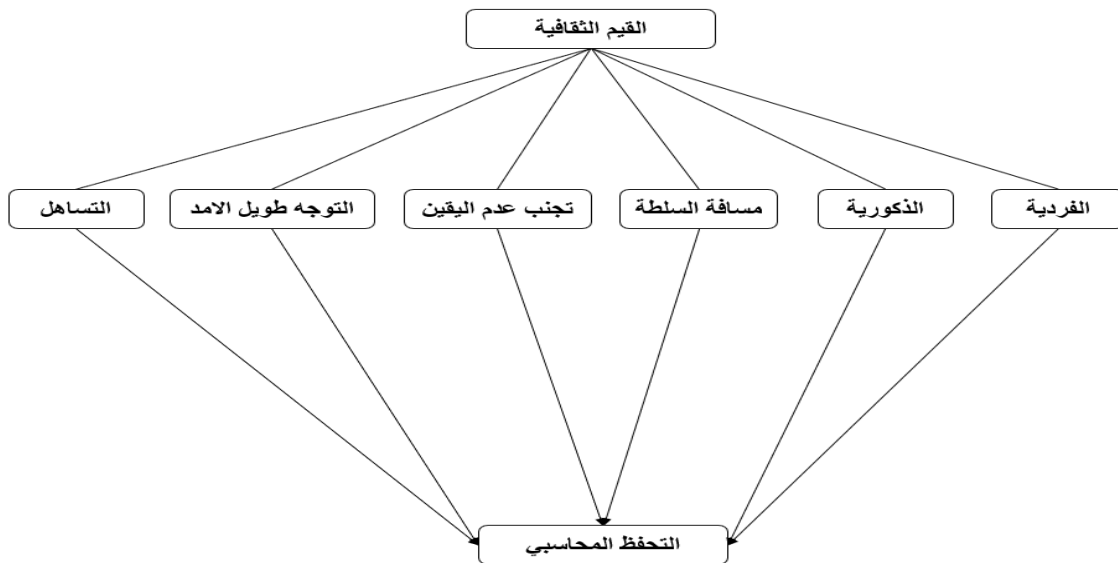 القيم الثقافية
الفردية
الذكورية
مسافة السلطة
تجنب عدم اليقين
التوجه طويل الامد
التساهل
التحفظ المحاسبي